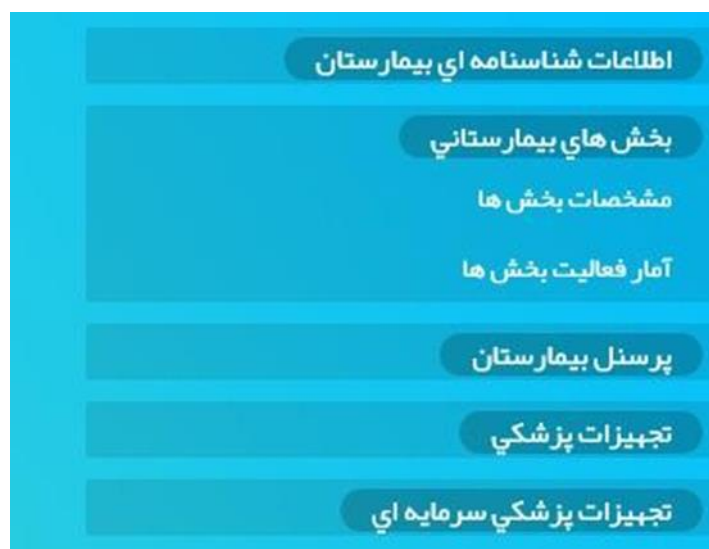 اطلاعات شناسنامه اي بيمارستان
بخش هاي بيمارستاني
مشخصات بخش ها
آمار فعاليت بخش ها
پرسنل بيمارستان
تجهيزات پزشكي
تجهيزات پزشكي سرمايه اي